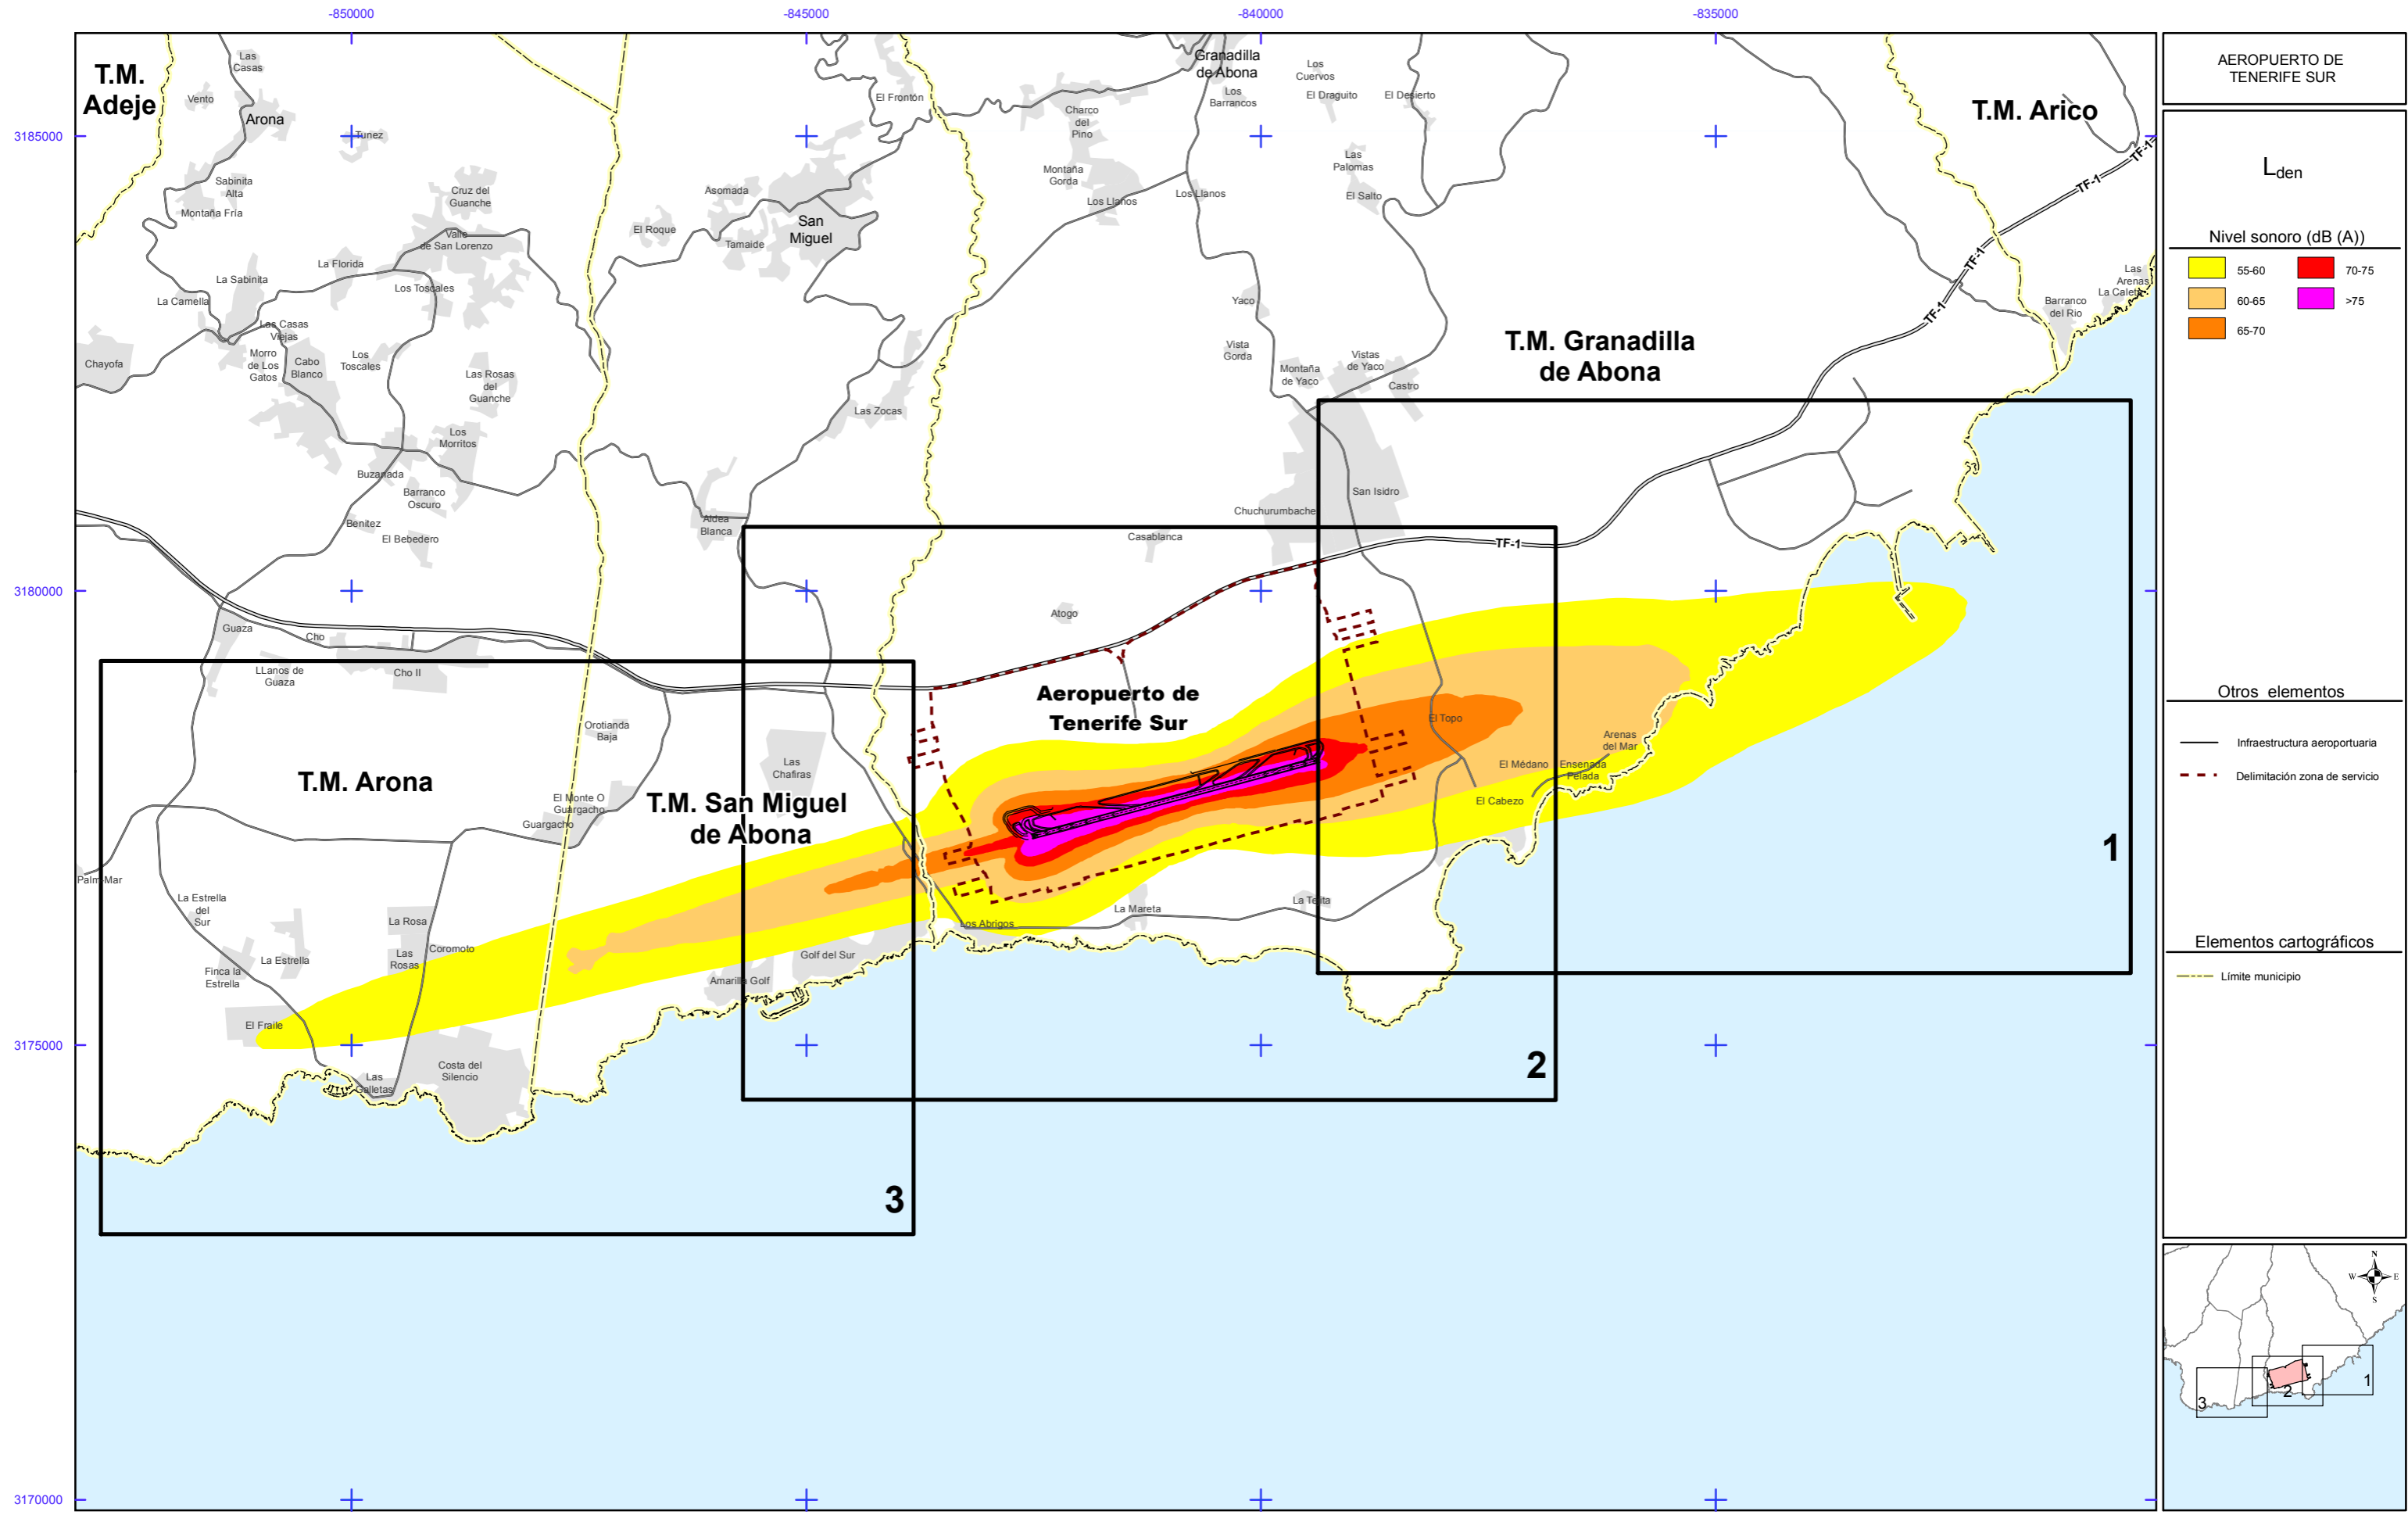 -850000
-845000
-840000
-835000
3185000
3180000
3175000
3170000
T.M.
Adeje
Las
Casas
Vento
Arona
Tunez
Sabinita
Alta
Montaña Fría
Cruz del
Guanche
Valle
de San Lorenzo
La Florida
Los Toscales
La Sabinita
La Camella
Las Casas
Viejas
Chayofa
Morro
de Los
Gatos
Cabo
Blanco
Los
Toscales
Las Rosas
del
Guanche
Los
Morritos
Buzanada
Barranco
Oscuro
Benitez
El Bebedero
El Frontón
Asomada
El Roque
Tamaide
San
Miguel
Las Zocas
Aldea
Blanca
Granadilla
de Abona
Los
Barrancos
Los
Cuervos
El Draguito
El Desierto
Charco
del
Pino
Montaña
Gorda
Los Llanos
Los Llanos
Las
Palomas
El Salto
Yaco
Vista
Gorda
Montaña
de Yaco
Vistas
de Yaco
Castro
T.M. Granadilla
de Abona
T.M. Arico
TF-1
TF-1
TF-1
TF-1
TF-1
Las
Arenas
La Caleta
Barranco
del Rio
San Isidro
Chuchurumbache
Casablanca
Atogo
Guaza
Cho
LLanos de
Guaza
Cho II
Orotianda
Baja
Las
Chafiras
T.M. Arona
El Monte O
Guargacho
Guargacho
T.M. San Miguel
de Abona
Aeropuerto de
Tenerife Sur
El Topo
Arenas
del Mar
El Médano
Ensenada
Pelada
El Cabezo
La Tejita
La Mareta
Los Abrigos
Golf del Sur
Amarilla Golf
Palm-Mar
La Estrella
del
Sur
La Rosa
Las
Rosas
Coromoto
La Estrella
Finca la
Estrella
El Fraile
Las
Galletas
Costa del
Silencio
1
2
3
AEROPUERTO DE
TENERIFE SUR
Lden
Nivel sonoro (dB (A))
55-60
70-75
60-65
>75
65-70
Otros elementos
Infraestructura aeroportuaria
Delimitación zona de servicio
Elementos cartográficos
Límite municipio
N
W
E
S
1
2
3